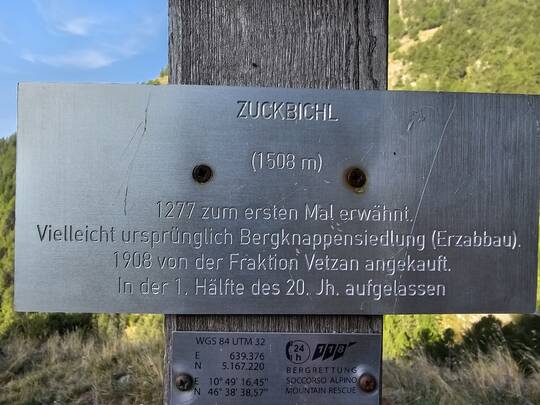 ZUCKBICHL
(1508 m)
1277 zum ersten Mal erwähnt.
Vielleicht ursprünglich Bergknappensiedlung (Erzabbau).
1908 von der Fraktion Vetzan angekauft.
In der 1. Hälfte des 20. Jh. aufgelassen
WGS 84 UTM 32
E 639.376
N 5.167.220
E 10° 49' 16,45"
N 46° 38' 38,57"
24 h 118
BERGRETTUNG
SOCCORSO ALPINO
MOUNTAIN RESCUE